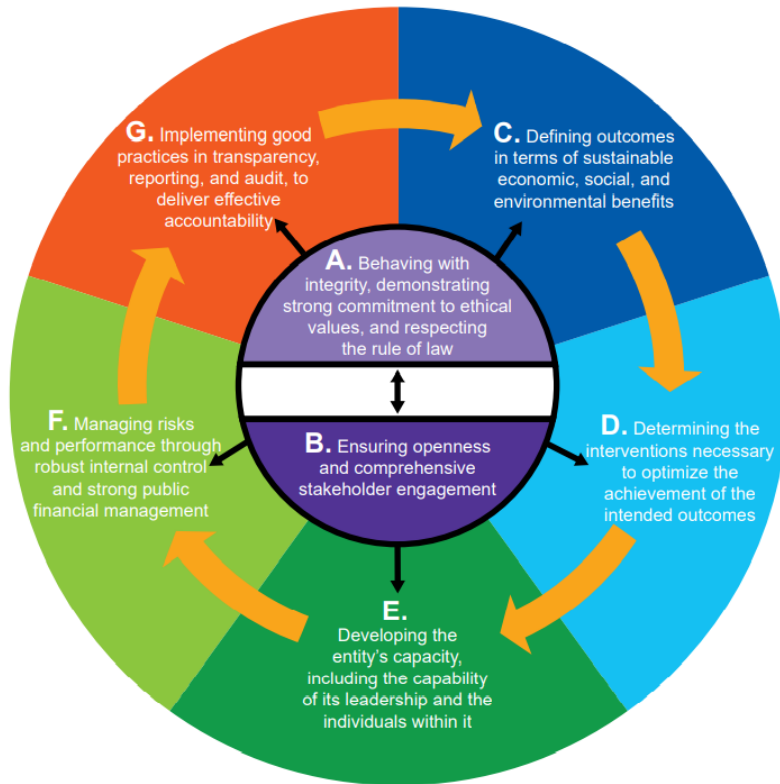 G. Implementing good
practices in transparency,
reporting, and audit, to
deliver effective
accountability
C. Defining outcomes
in terms of sustainable
economic, social, and
environmental benefits
A. Behaving with
integrity, demonstrating
strong commitment to ethical
values, and respecting
the rule of law
B. Ensuring openness
and comprehensive
stakeholder engagement
F. Managing risks
and performance through
robust internal control
and strong public
financial management
D. Determining the
interventions necessary
to optimize the
achievement of the
intended outcomes
E.
Developing the
entity's capacity,
including the capability
of its leadership and the
individuals within it